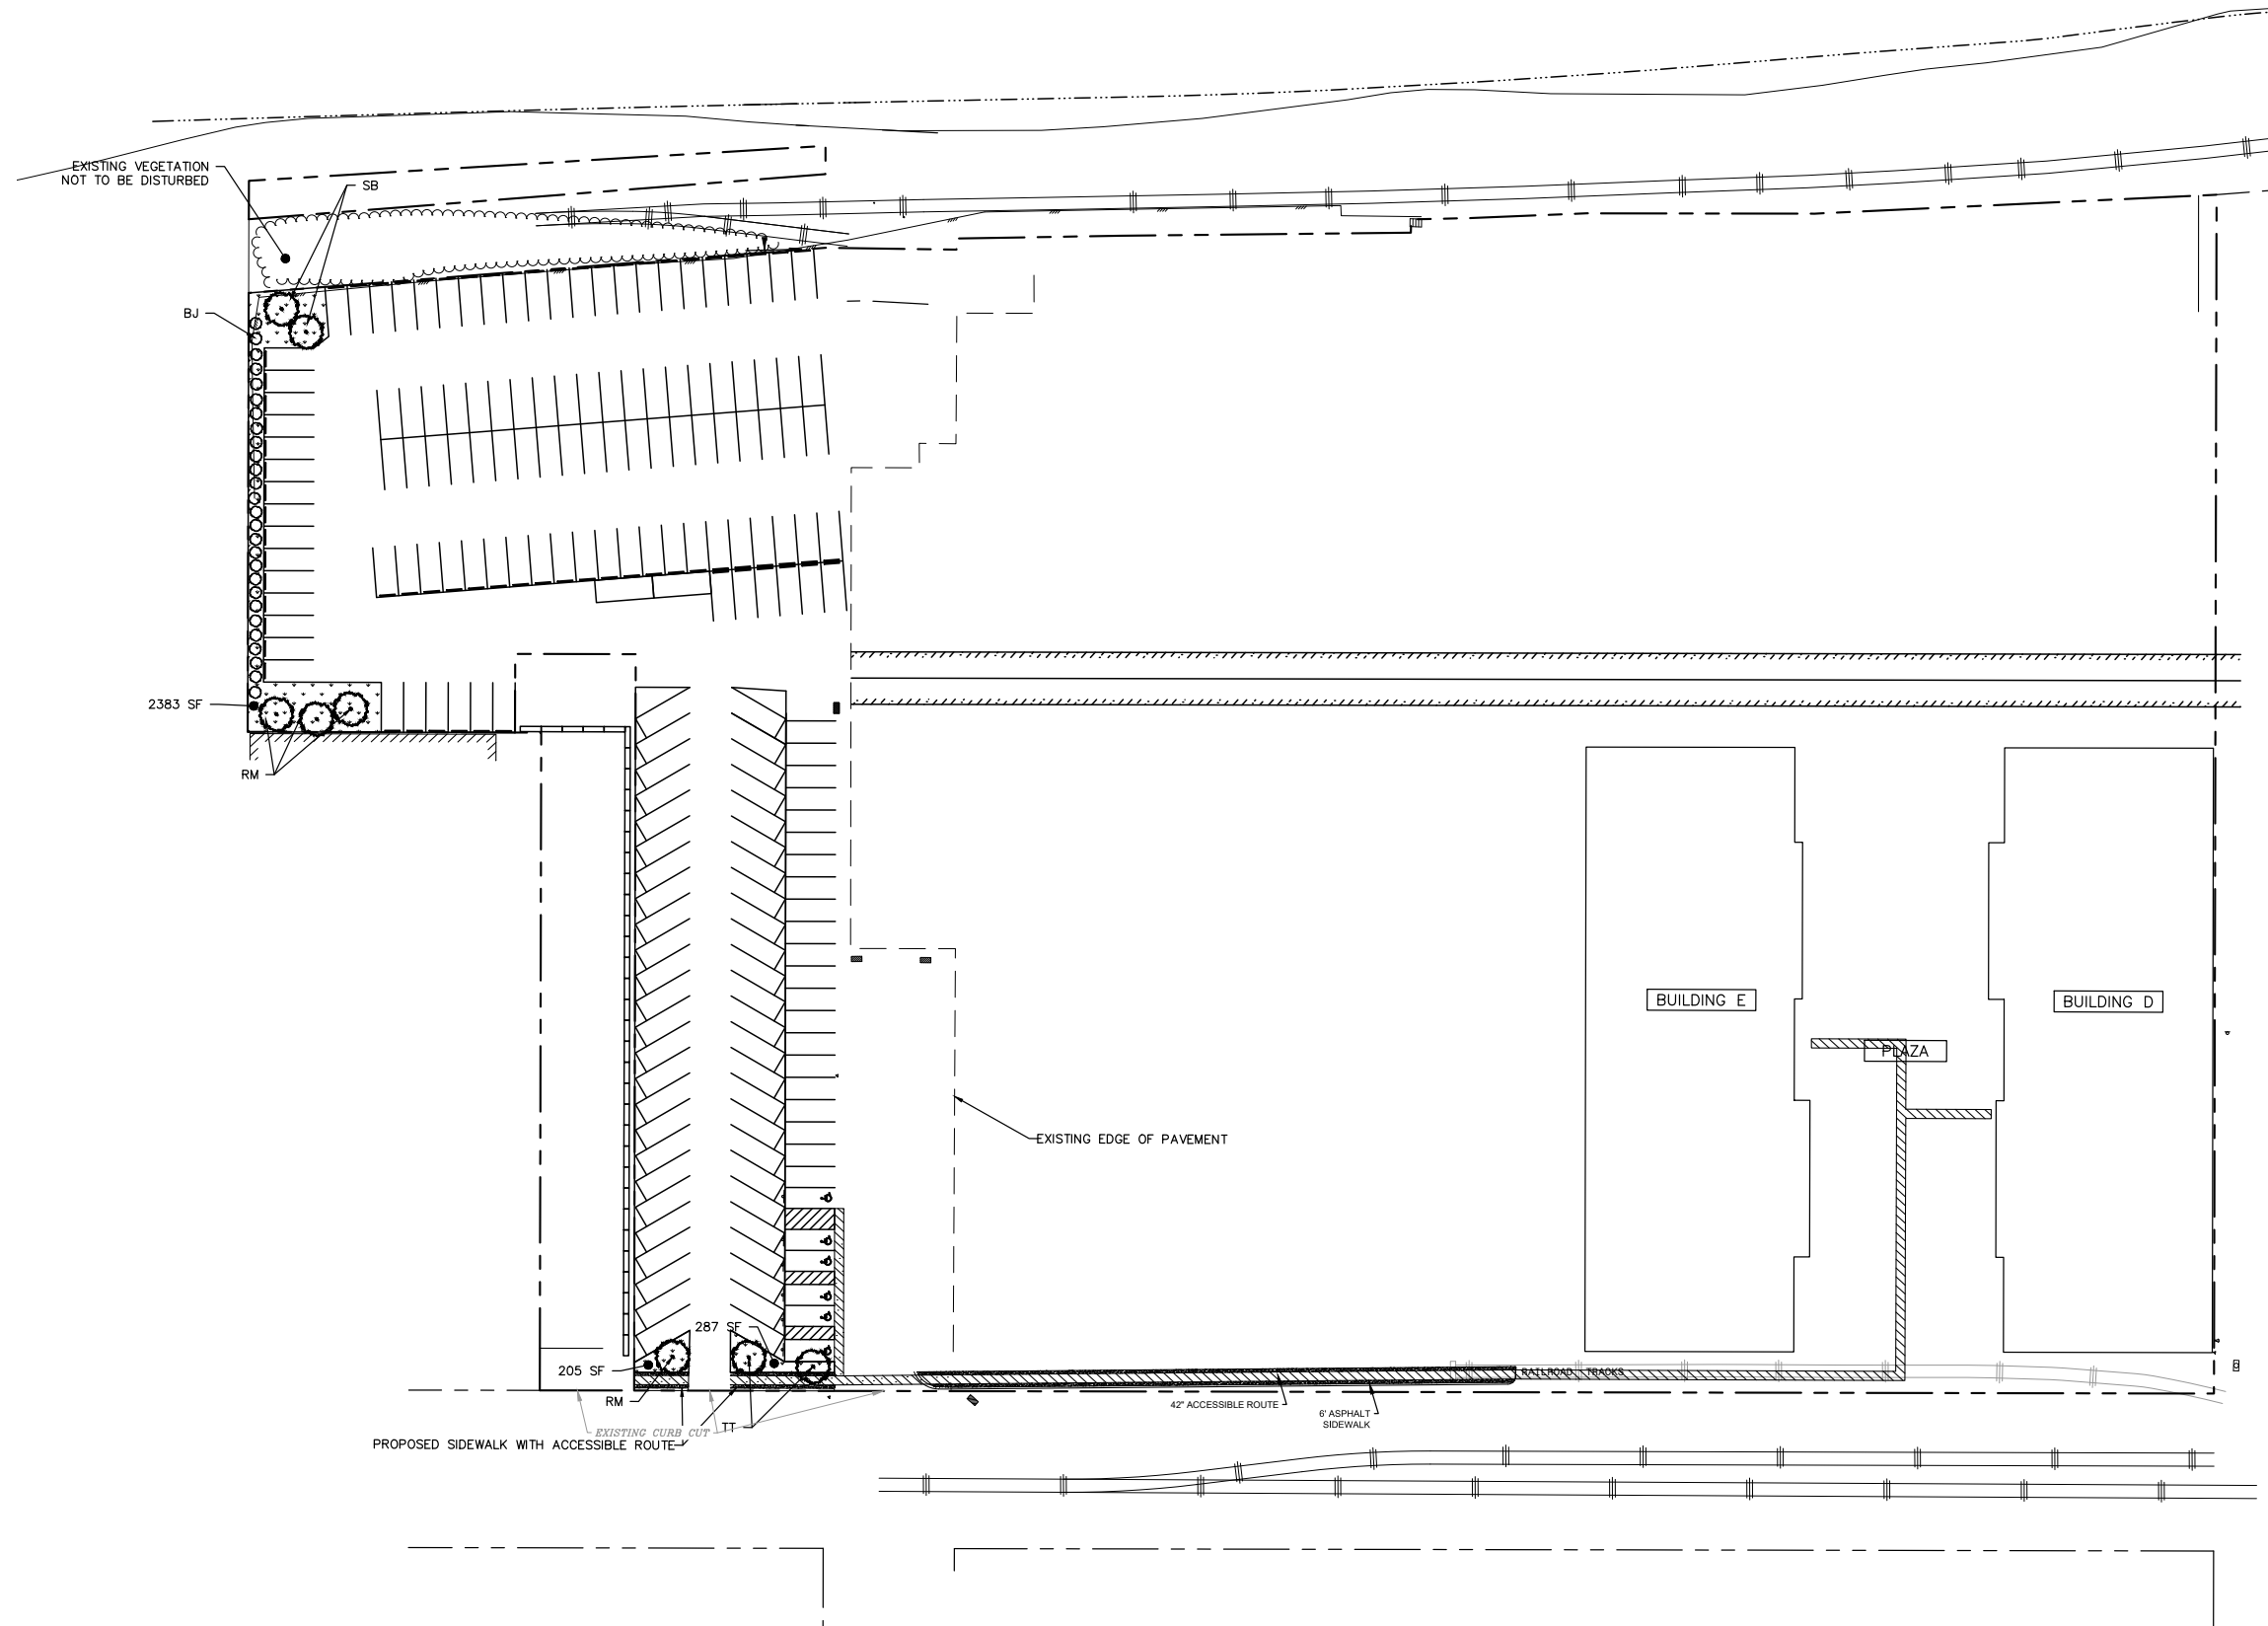 EXISTING VEGETATION
NOT TO BE DISTURBED
SB
BJ
2383 SF
RM
BUILDING E
BUILDING D
PLAZA
EXISTING EDGE OF PAVEMENT
287 SF
205 SF
RAILROAD TRACKS
RM
42" ACCESSIBLE ROUTE
6' ASPHALT
SIDEWALK
EXISTING CURB CUT
TT
PROPOSED SIDEWALK WITH ACCESSIBLE ROUTE